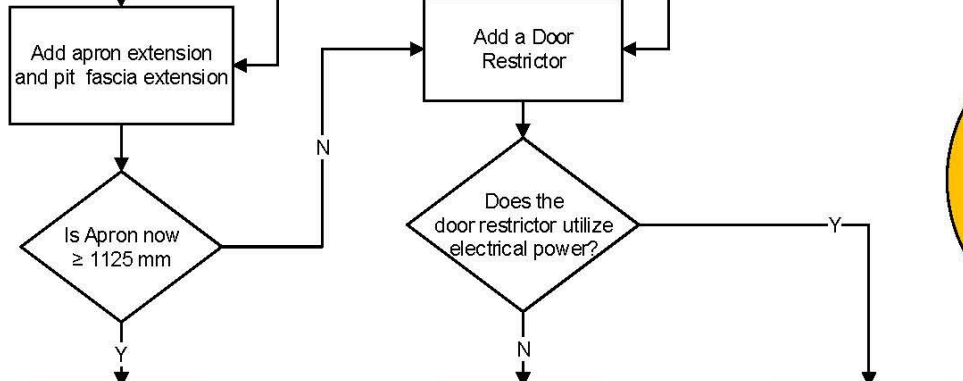 Add apron extension
and pit fascia extension
Add a Door
Restrictor
N
Is Apron now
≥ 1125 mm
Does the
door restrictor utilize
electrical power?
Y
Y
N